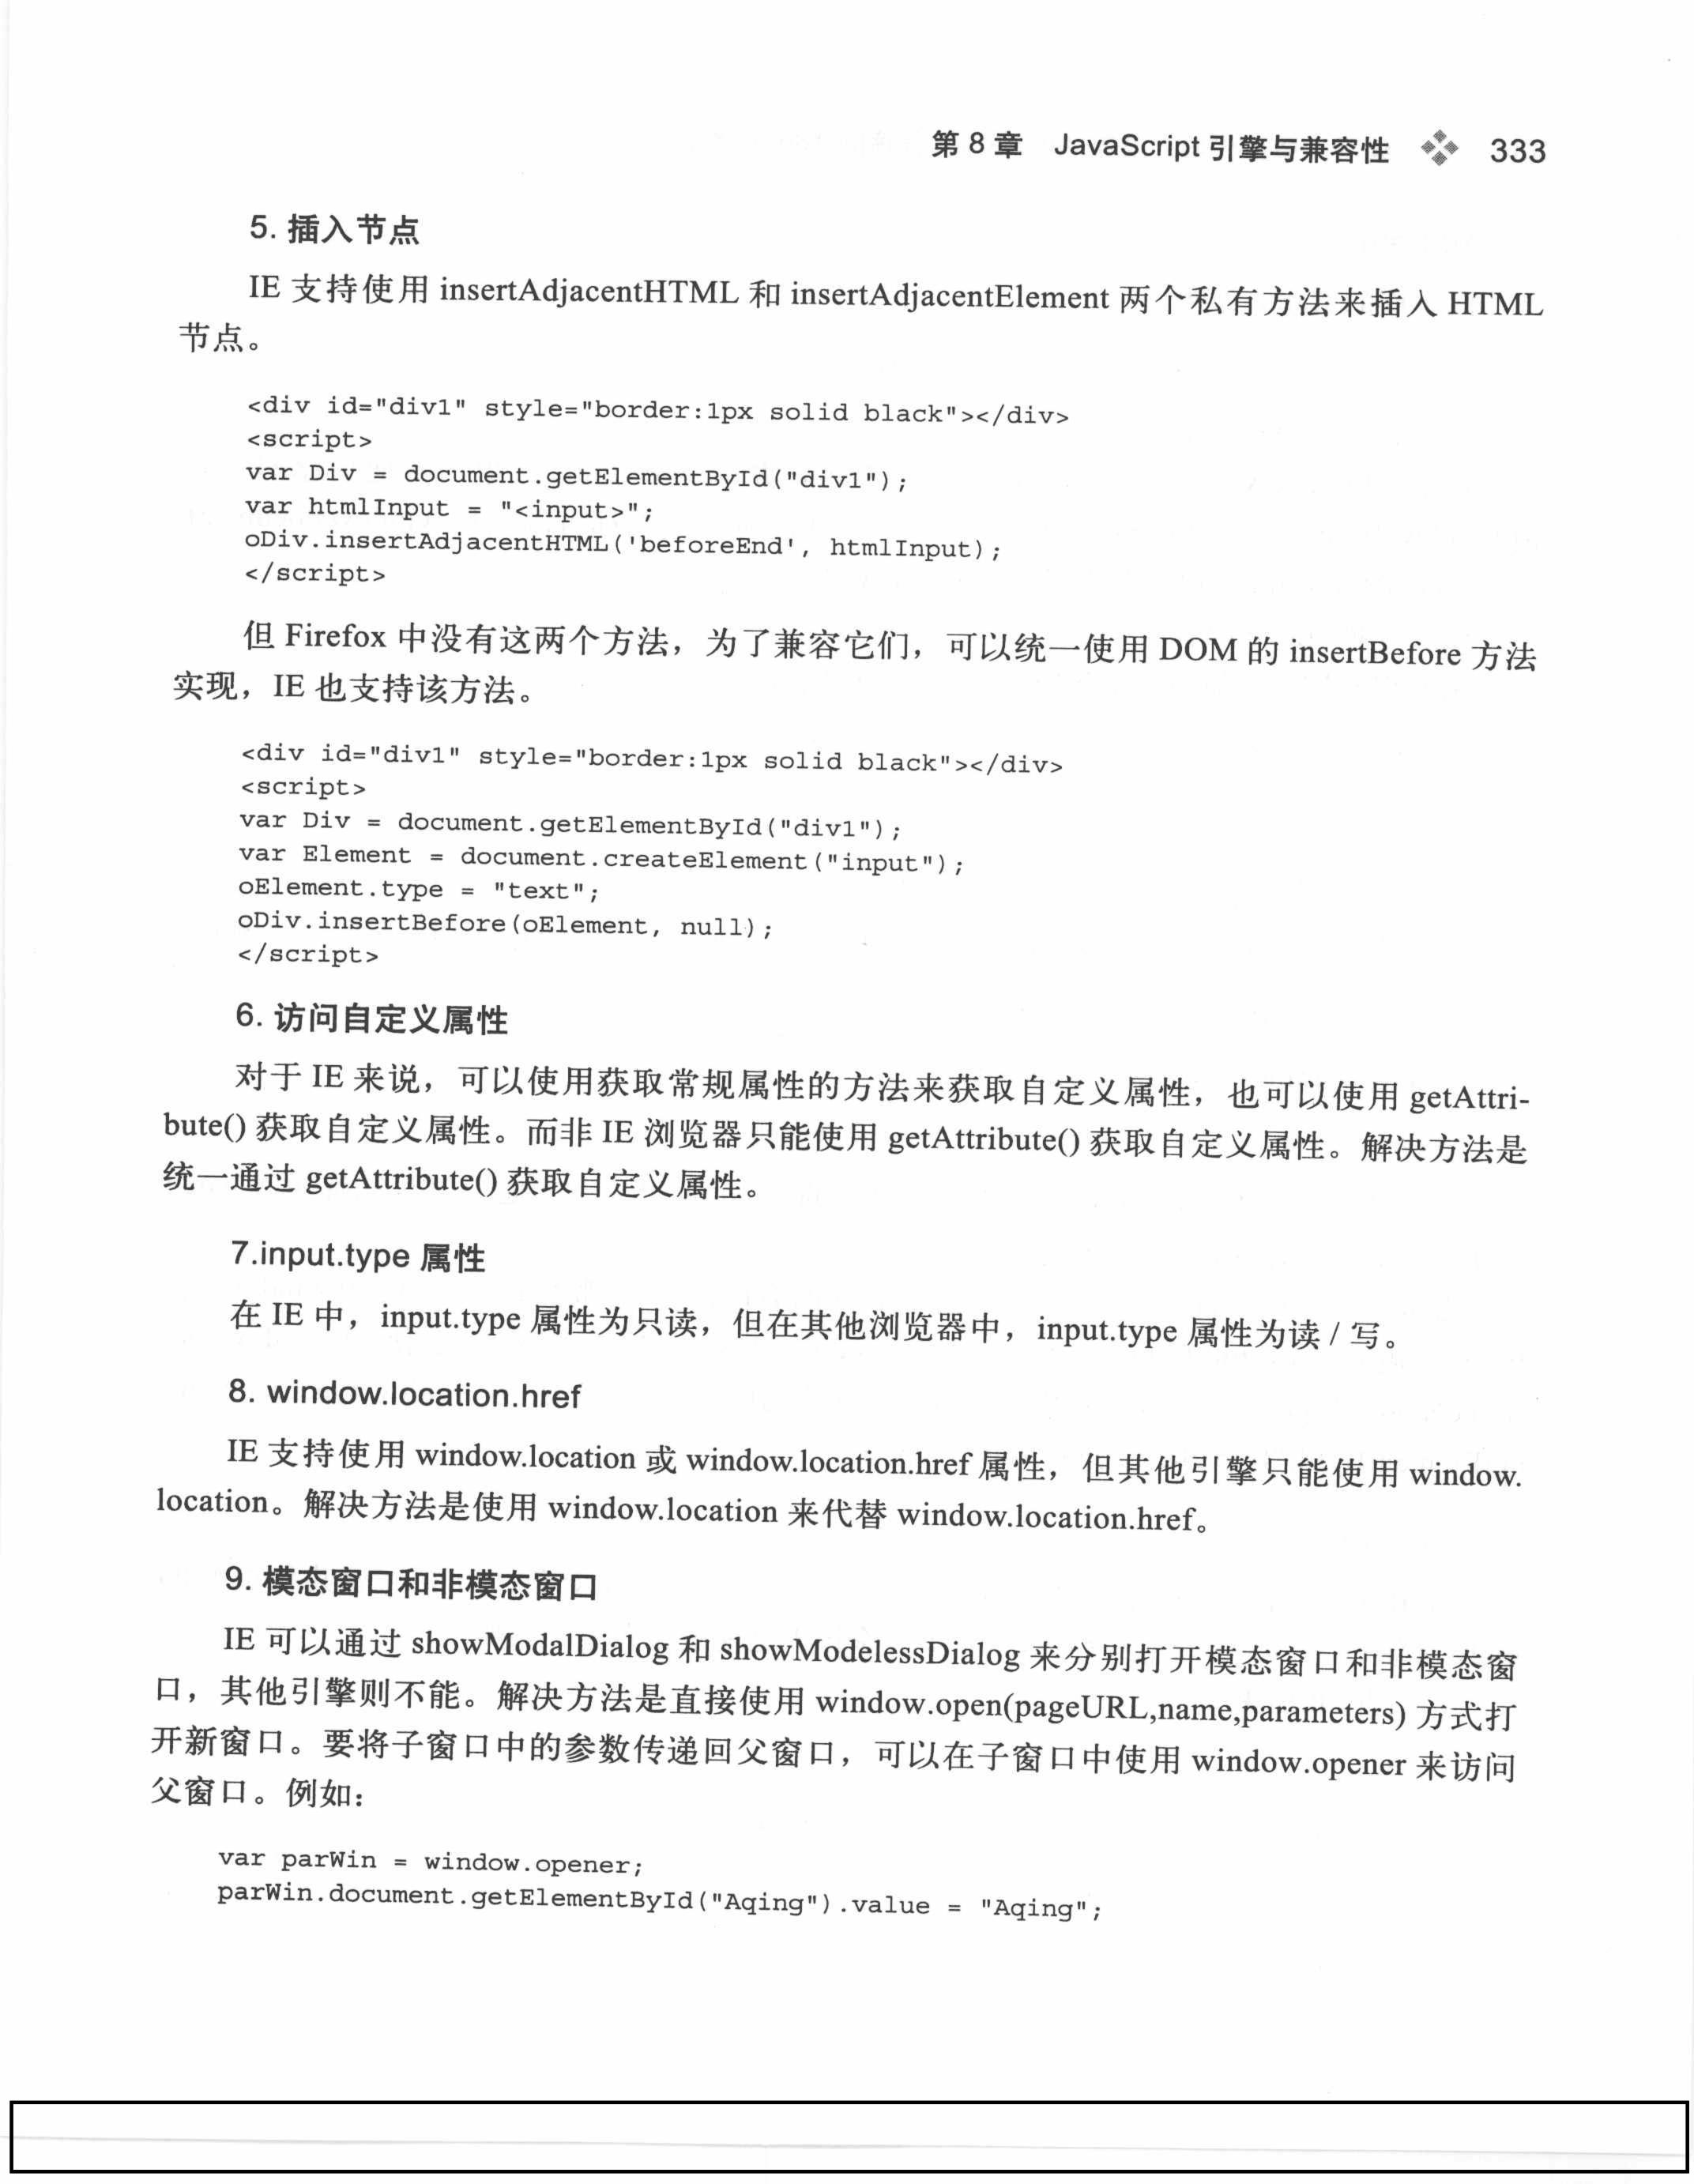 第 8 章 JavaScript 引擎与兼容性 333
5. 插入节点
IE 支持使用 insertAdjacentHTML 和 insertAdjacentElement 两个私有方法来插入 HTML
节点。
<div id="div1" style="border:1px solid black"></div>
<script>
var Div = document.getElementById("div1");
var htmlInput = "<input>";
oDiv.insertAdjacentHTML('beforeEnd', htmlInput);
</script>
但 Firefox 中没有这两个方法，为了兼容它们，可以统一使用 DOM 的 insertBefore 方法
实现，IE 也支持该方法。
<div id="div1" style="border:1px solid black"></div>
<script>
var Div = document.getElementById("div1");
var Element = document.createElement("input");
oElement.type = "text";
oDiv.insertBefore(oElement, null);
</script>
6. 访问自定义属性
对于 IE 来说，可以使用获取常规属性的方法来获取自定义属性，也可以使用 getAttri-
bute() 获取自定义属性。而非 IE 浏览器只能使用 getAttribute() 获取自定义属性。解决方法是
统一通过 getAttribute() 获取自定义属性。
7.input.type 属性
在 IE 中，input.type 属性为只读，但在其他浏览器中，input.type 属性为读 / 写。
8. window.location.href
IE 支持使用 window.location 或 window.location.href 属性，但其他引擎只能使用 window.
location。解决方法是使用 window.location 来代替 window.location.href。
9. 模态窗口和非模态窗口
IE 可以通过 showModalDialog 和 showModelessDialog 来分别打开模态窗口和非模态窗
口，其他引擎则不能。解决方法是直接使用 window.open(pageURL,name,parameters) 方式打
开新窗口。要将子窗口中的参数传递回父窗口，可以在子窗口中使用 window.opener 来访问
父窗口。例如：
var parWin = window.opener;
parWin.document.getElementById("Aqing").value = "Aqing";